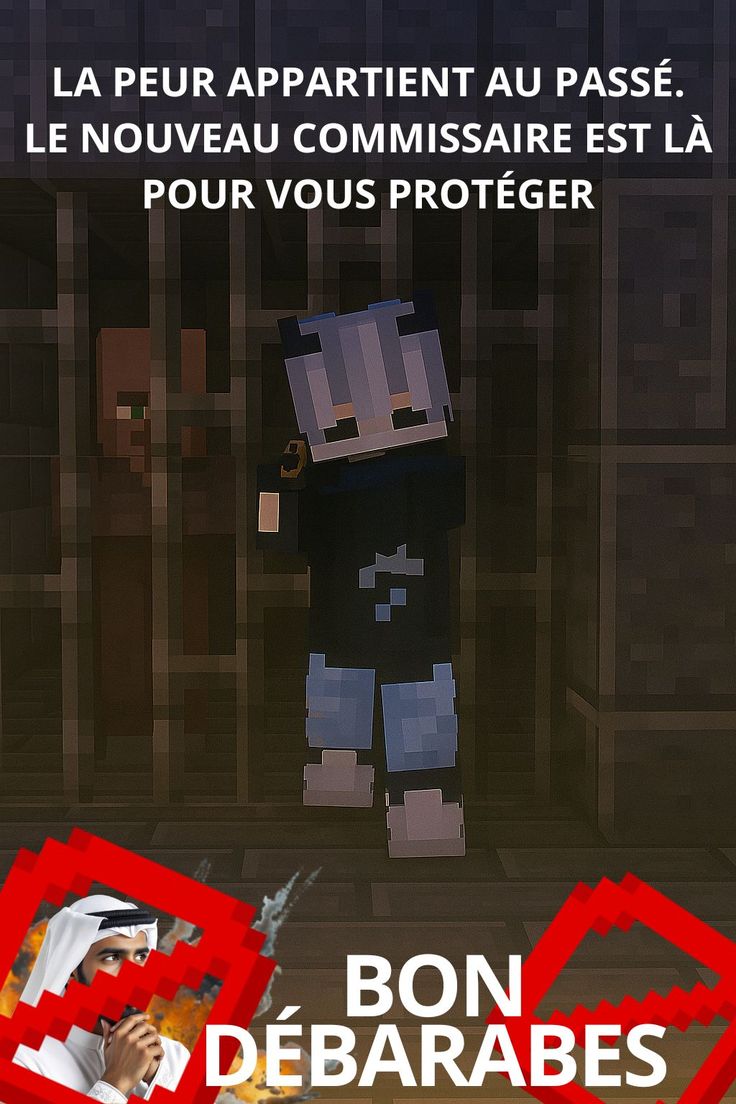 LA PEUR APPARTIENT AU PASSÉ.
LE NOUVEAU COMMISSAIRE EST LÀ
POUR VOUS PROTÉGER
BON
DÉBARABES